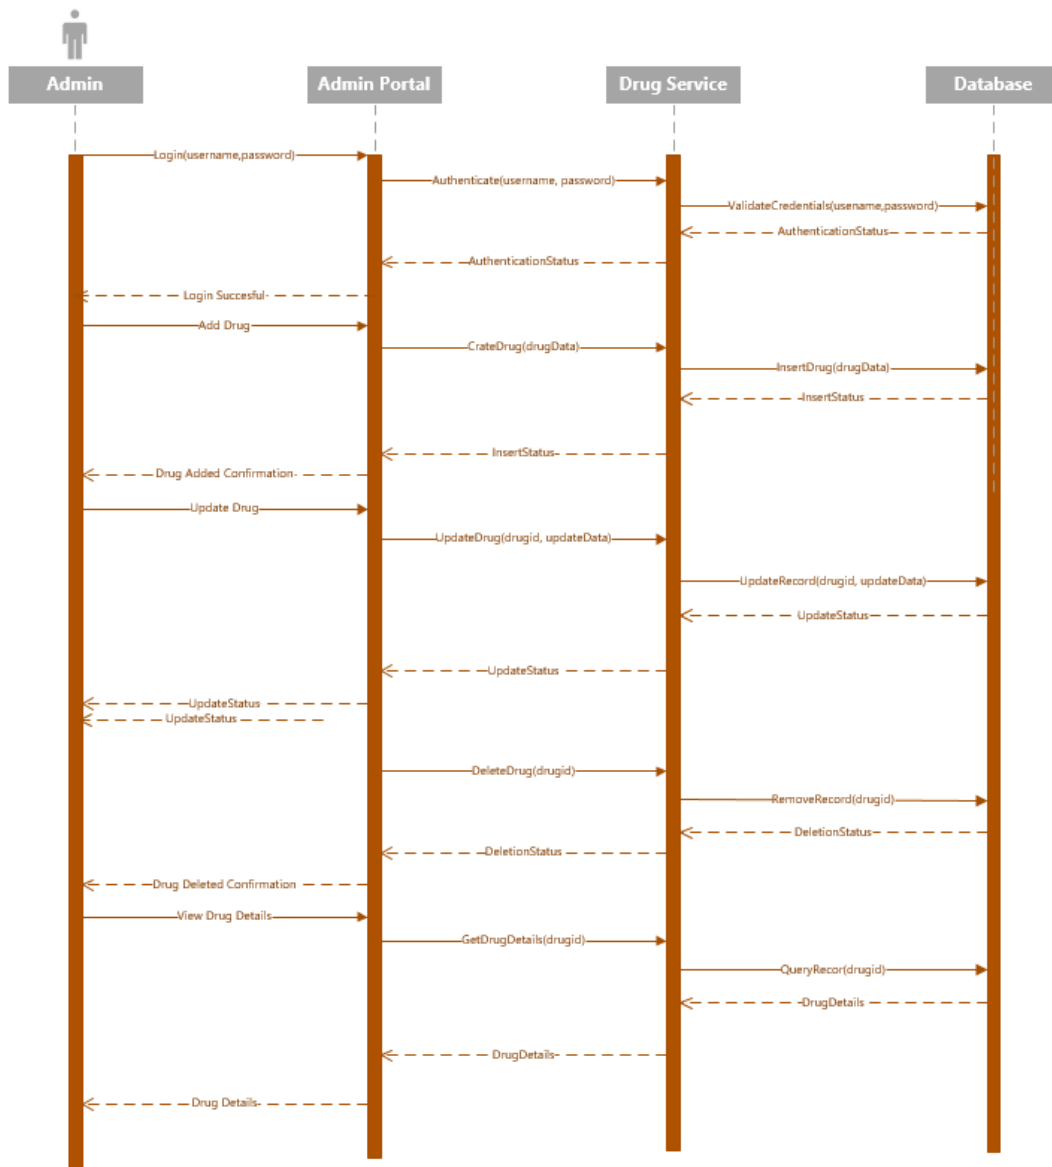 Admin
Admin Portal
Drug Service
Database
Login(username,password)
Authenticate(username, password)
ValidateCredentials(usename,password)
AuthenticationStatus
AuthenticationStatus
Login Succesful
Add Drug
CrateDrug(drugData)
InsertDrug(drugData)
InsertStatus
InsertStatus
Drug Added Confirmation
Update Drug
UpdateDrug(drugid, updateData)
UpdateRecord(drugid, updateData)
UpdateStatus
UpdateStatus
UpdateStatus
UpdateStatus
DeleteDrug(drugid)
RemoveRecord(drugid)
DeletionStatus
DeletionStatus
Drug Deleted Confirmation
View Drug Details
GetDrugDetails(drugid)
QueryRecor(drugid)
DrugDetails
DrugDetails
Drug Details